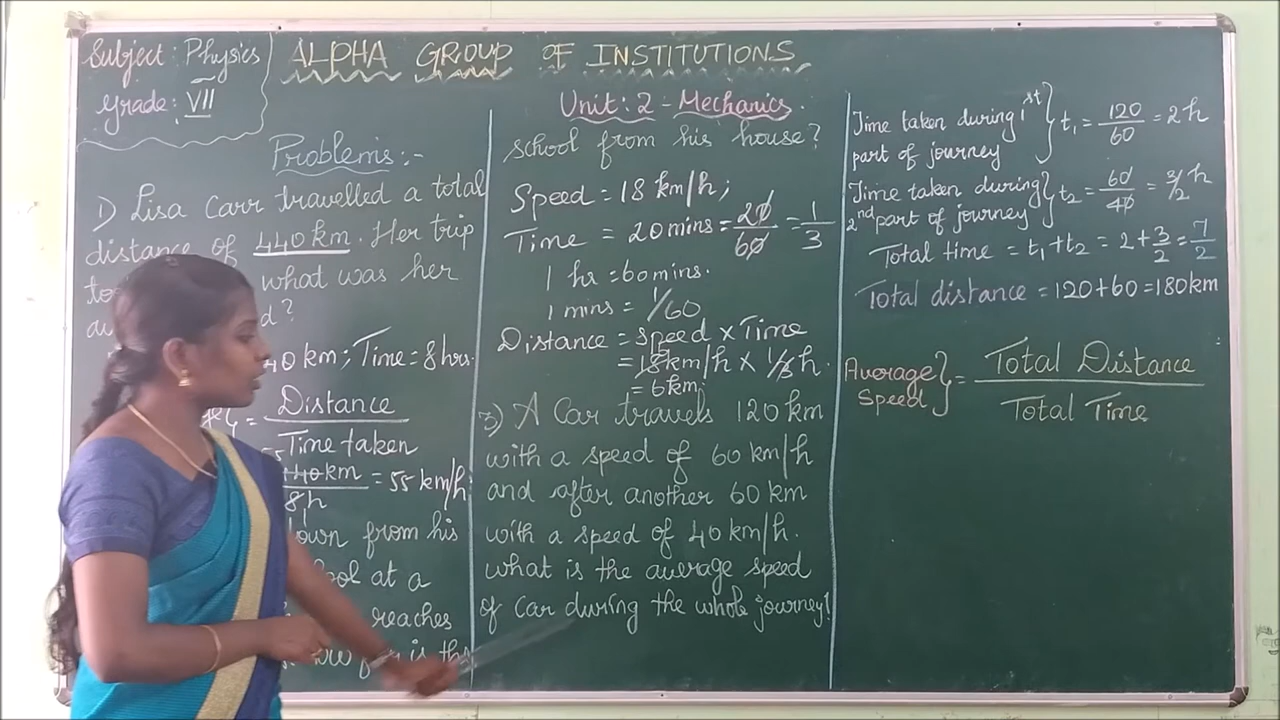 Subject: Physics
Grade: VII
ALPHA GROUP OF INSTITUTIONS
Unit: 2 - Mechanics.
Problems:-
1) Lisa Carr travelled a total
distance of 440 km. Her trip
what was her
d?
40 km; Time = 8 hrs.
= Distance
Time taken
440 km
8 h
= 55 km/h
down from his
ool at a
reaches
is the
school from his house?
Speed = 18 km/h;
Time = 20 mins = 20/60 = 1/3
1 hr = 60 mins.
1 mins = 1/60
Distance = speed x Time
= 18 km/h x 1/3 h
= 6 km;
3) A Car travels 120 km
with a speed of 60 km/h
and after another 60 km
with a speed of 40 km/h.
what is the average speed
of Car during the whole journey?
Time taken during 1st
part of journey } t1 = 120/60 = 2 h
Time taken during
2nd part of journey } t2 = 60/40 = 3/2 h
Total time = t1 + t2 = 2 + 3/2 = 7/2
Total distance = 120 + 60 = 180 km
Average
Speed } = Total Distance
Total Time